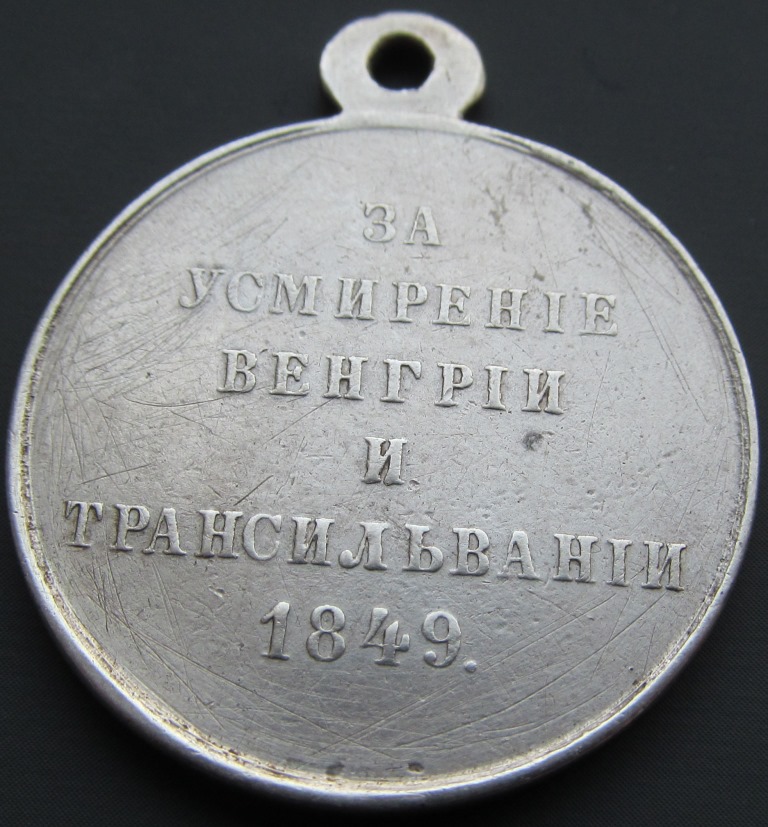 ЗА
УСМИРЕНІЕ
ВЕНГРІИ
И
ТРАНСИЛЬВАНІИ
1849.